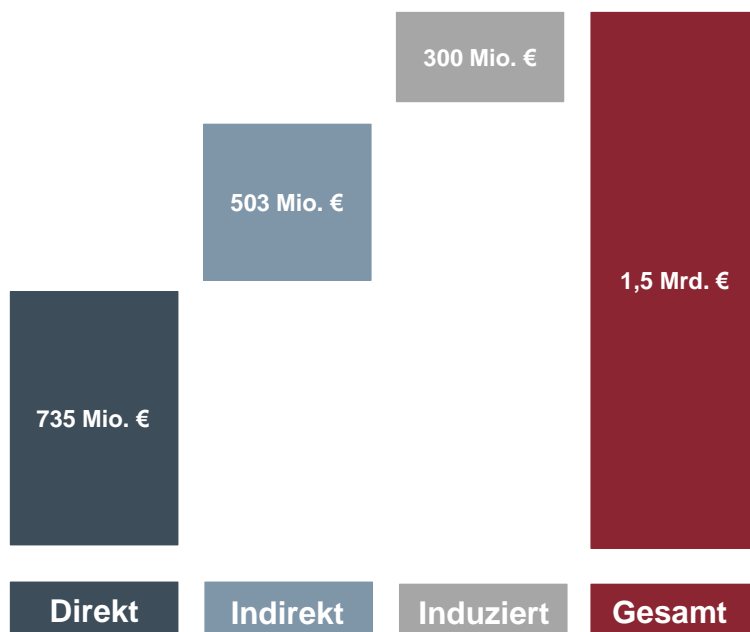 300 Mio. €
503 Mio. €
1,5 Mrd. €
735 Mio. €
Direkt
Indirekt
Induziert
Gesamt